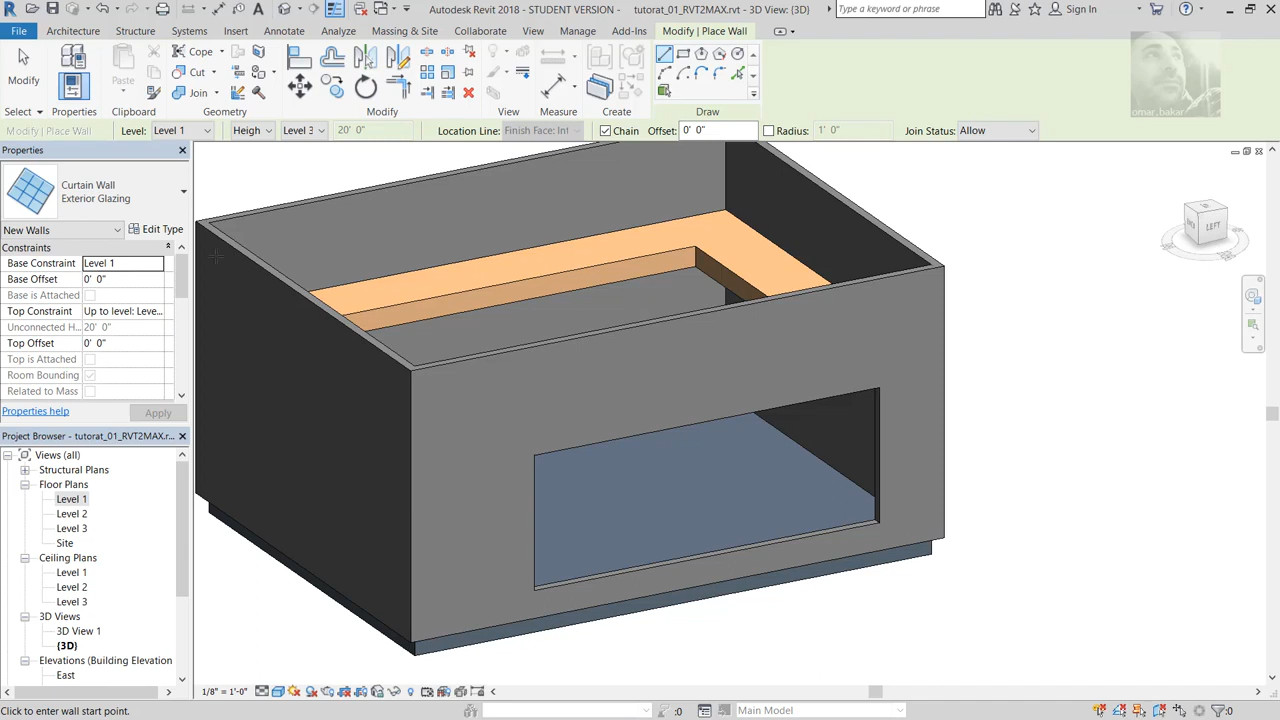 Autodesk Revit 2018 - STUDENT VERSION - tutorat_01_RVT2MAX.rvt - 3D View: {3D}
Type a keyword or phrase
Sign In
File Architecture Structure Systems Insert Annotate Analyze Massing & Site Collaborate View Manage Add-Ins Modify | Place Wall
Modify
Properties
Paste
Cope
Cut
Join
omar_bakar
Select Properties Clipboard Geometry Modify View Measure Create Draw
Modify | Place Wall
Level: Level 1
Heigh
Level 3
20' 0"
Location Line: Finish Face: Int
Chain
Offset: 0' 0"
Radius: 1' 0"
Join Status: Allow
Properties
Curtain Wall
Exterior Glazing
New Walls
Edit Type
Constraints
Base Constraint Level 1
Base Offset 0' 0"
Base is Attached
Top Constraint Up to level: Leve...
Unconnected H... 20' 0"
Top Offset 0' 0"
Top is Attached
Room Bounding
Related to Mass
Properties help
Apply
LEFT
Project Browser - tutorat_01_RVT2MAX.r...
Views (all)
Structural Plans
Floor Plans
Level 1
Level 2
Level 3
Site
Ceiling Plans
Level 1
Level 2
Level 3
3D Views
3D View 1
{3D}
Elevations (Building Elevation
East
1/8" = 1'-0"
Click to enter wall start point.
:0
Main Model
:0